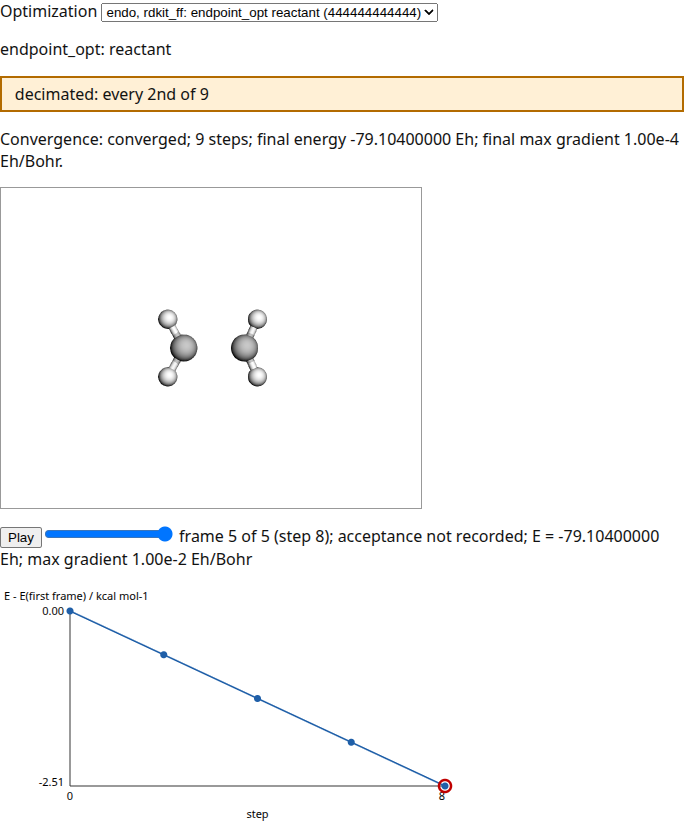 Optimization endo, rdkit_ff: endpoint_opt reactant (444444444444)
endpoint_opt: reactant
decimated: every 2nd of 9
Convergence: converged; 9 steps; final energy -79.10400000 Eh; final max gradient 1.00e-4
Eh/Bohr.
Play frame 5 of 5 (step 8); acceptance not recorded; E = -79.10400000
Eh; max gradient 1.00e-2 Eh/Bohr
E - E(first frame) / kcal mol-1
0.00
-2.51
0 8
step